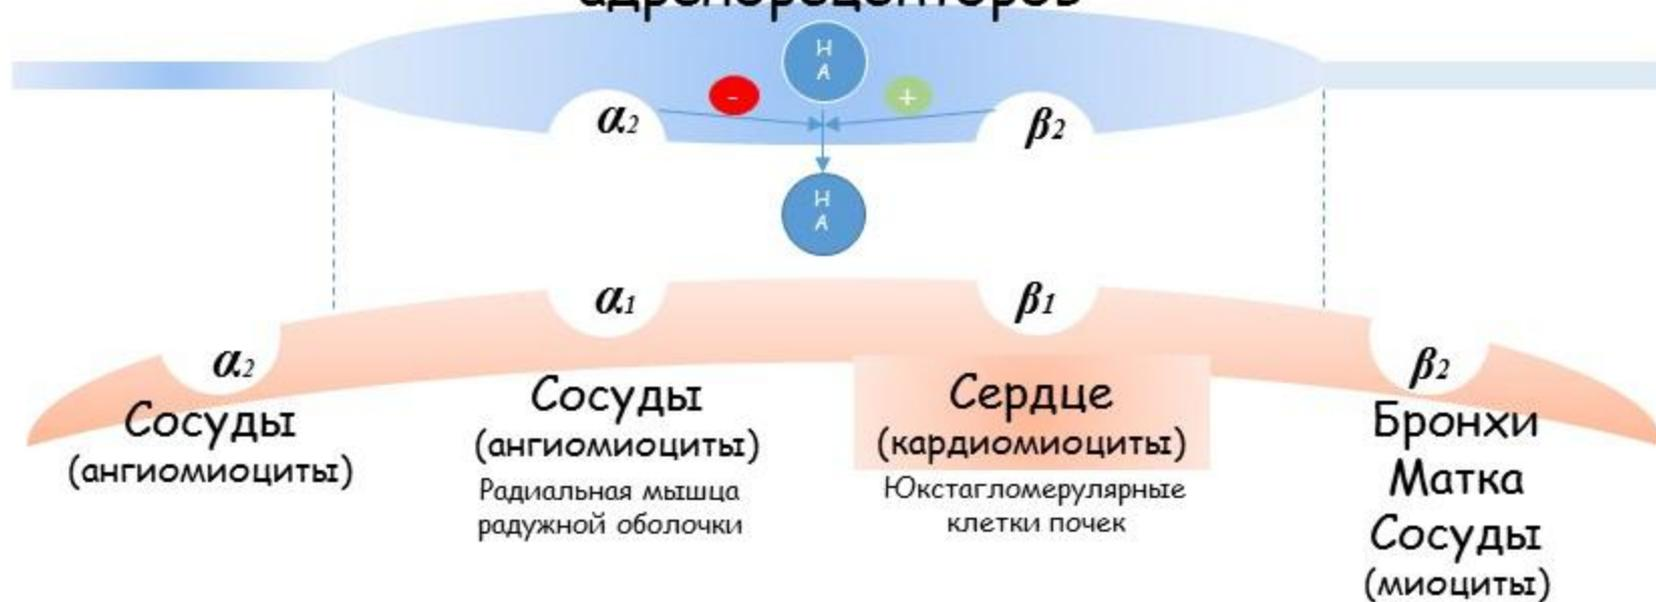 адренорецепторов
Н
А
-
+
α2
β2
Н
А
α1
β1
α2
β2
Сосуды
(ангиомиоциты)
Сосуды
(ангиомиоциты)
Радиальная мышца
радужной оболочки
Сердце
(кардиомиоциты)
Юкстагломерулярные
клетки почек
Бронхи
Матка
Сосуды
(миоциты)